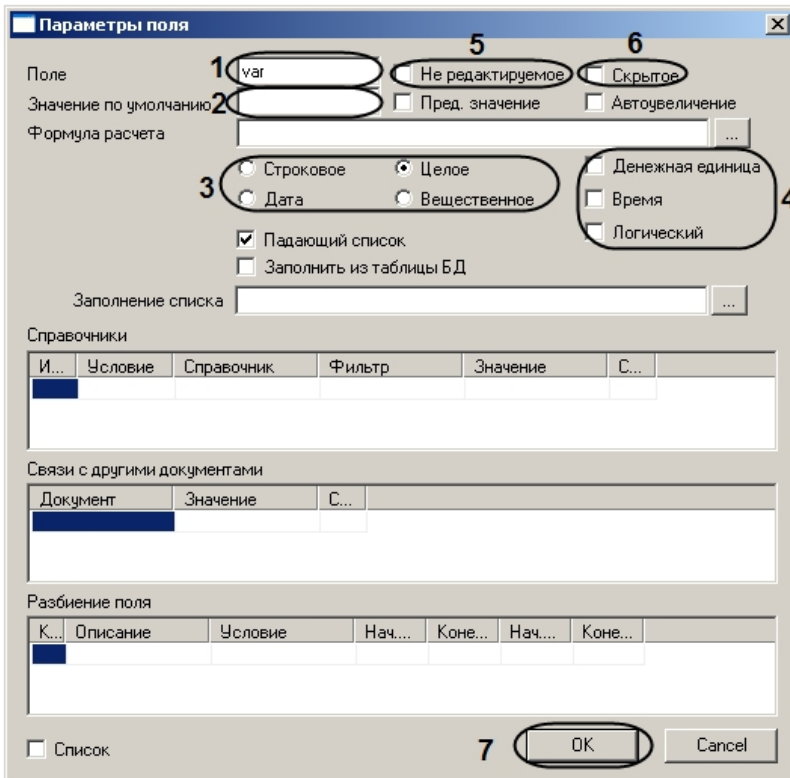 Параметры поля
5 6
Поле 1 var Не редактируемое Скрытое
Значение по умолчанию 2 Пред. значение Автоувеличение
Формула расчета ...
3 Строковое Целое Денежная единица
Дата Вещественное Время 4
Падающий список Логический
Заполнить из таблицы БД
Заполнение списка ...
Справочники
И... Условие Справочник Фильтр Значение С...
Связи с другими документами
Документ Значение С...
Разбиение поля
К... Описание Условие Нач.... Коне... Нач.... Коне...
Список 7 OK Cancel